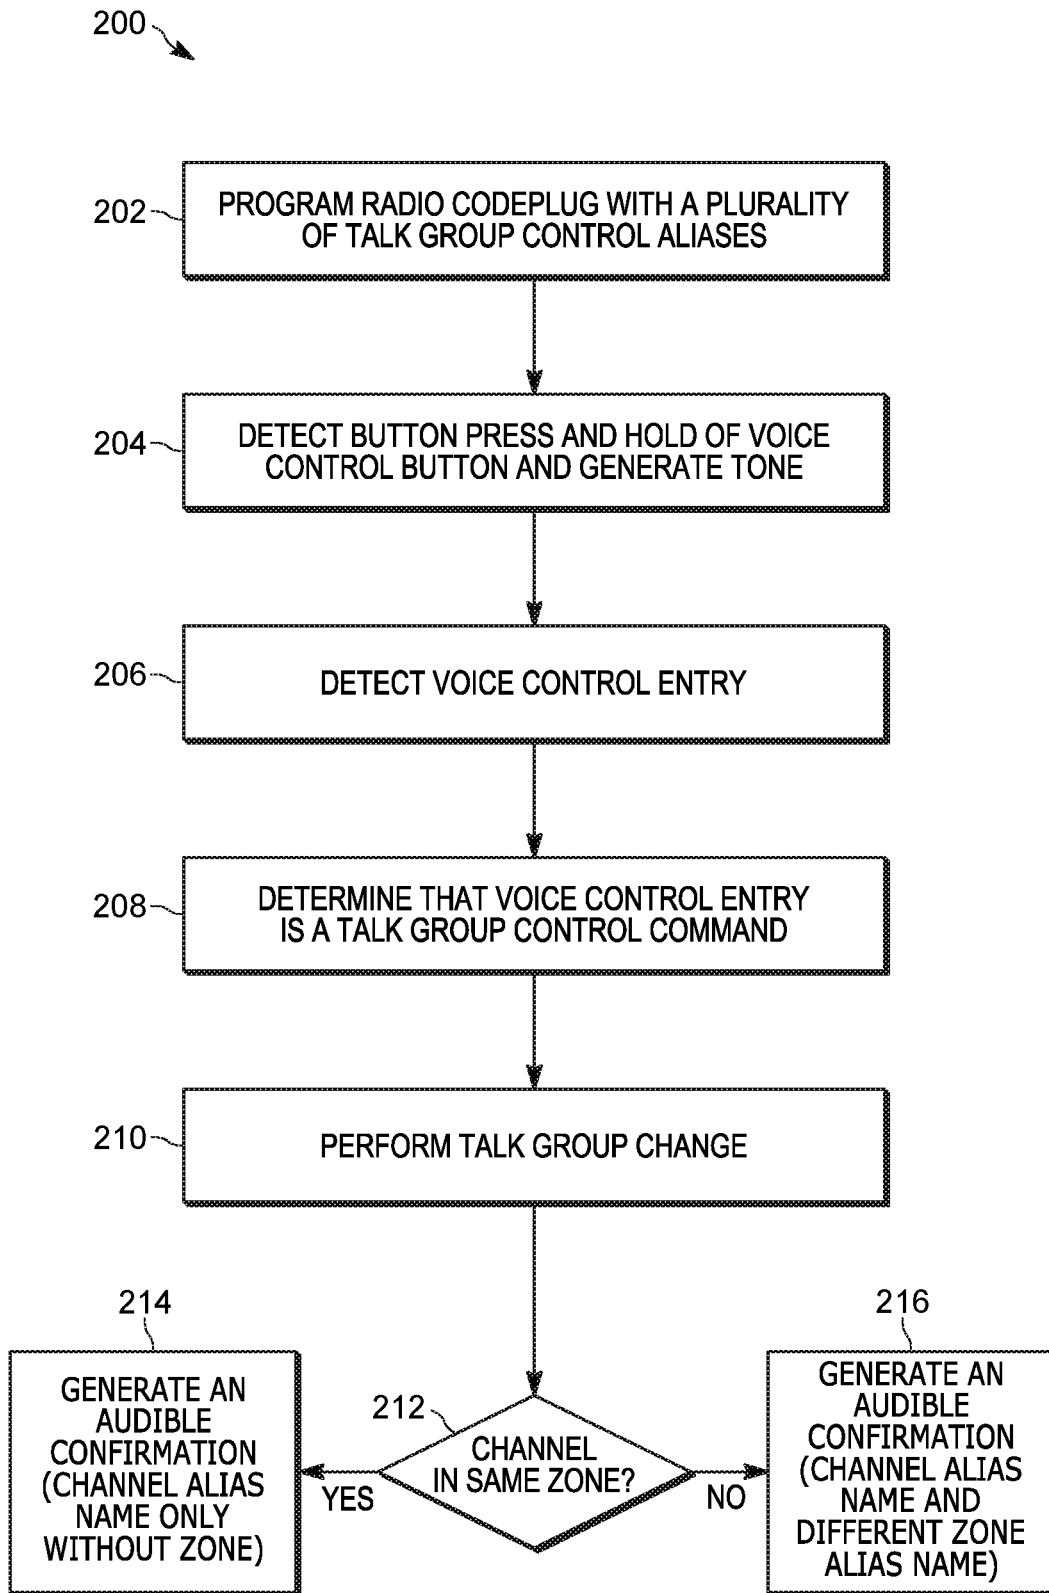 200
202
PROGRAM RADIO CODEPLUG WITH A PLURALITY
OF TALK GROUP CONTROL ALIASES
204
DETECT BUTTON PRESS AND HOLD OF VOICE
CONTROL BUTTON AND GENERATE TONE
206
DETECT VOICE CONTROL ENTRY
208
DETERMINE THAT VOICE CONTROL ENTRY
IS A TALK GROUP CONTROL COMMAND
210
PERFORM TALK GROUP CHANGE
214
GENERATE AN
AUDIBLE
CONFIRMATION
(CHANNEL ALIAS
NAME ONLY
WITHOUT ZONE)
212
CHANNEL
IN SAME ZONE?
YES
NO
216
GENERATE AN
AUDIBLE
CONFIRMATION
(CHANNEL ALIAS
NAME AND
DIFFERENT ZONE
ALIAS NAME)